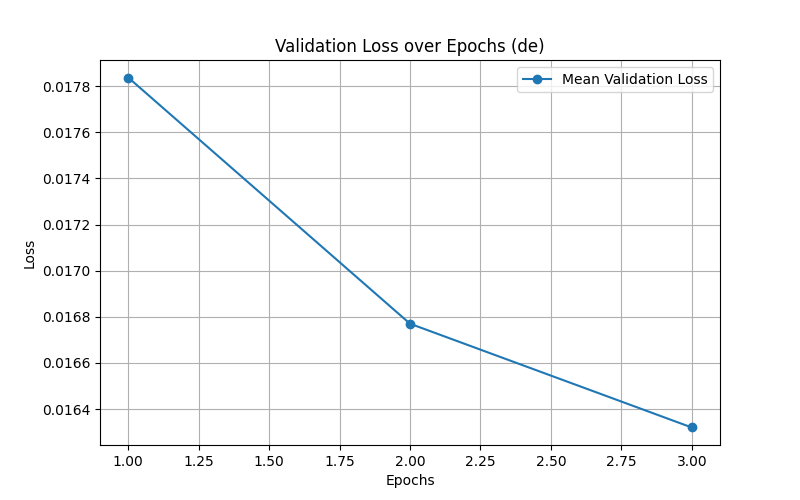 Validation Loss over Epochs (de)
Mean Validation Loss
Loss
0.0178
0.0176
0.0174
0.0172
0.0170
0.0168
0.0166
0.0164
1.00 1.25 1.50 1.75 2.00 2.25 2.50 2.75 3.00
Epochs